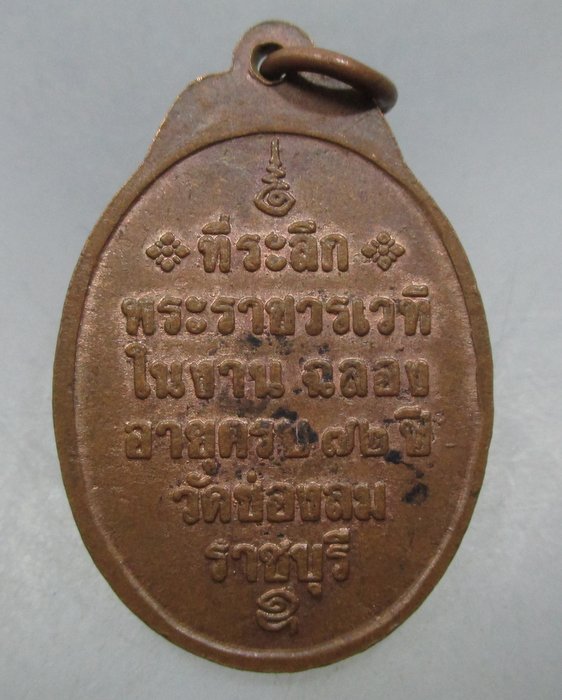 ที่ระลึก
พระราชวรเวที
ในงาน ฉลอง
อายุครบ ๗๒ ปี
วัดช่องลม
ราชบุรี